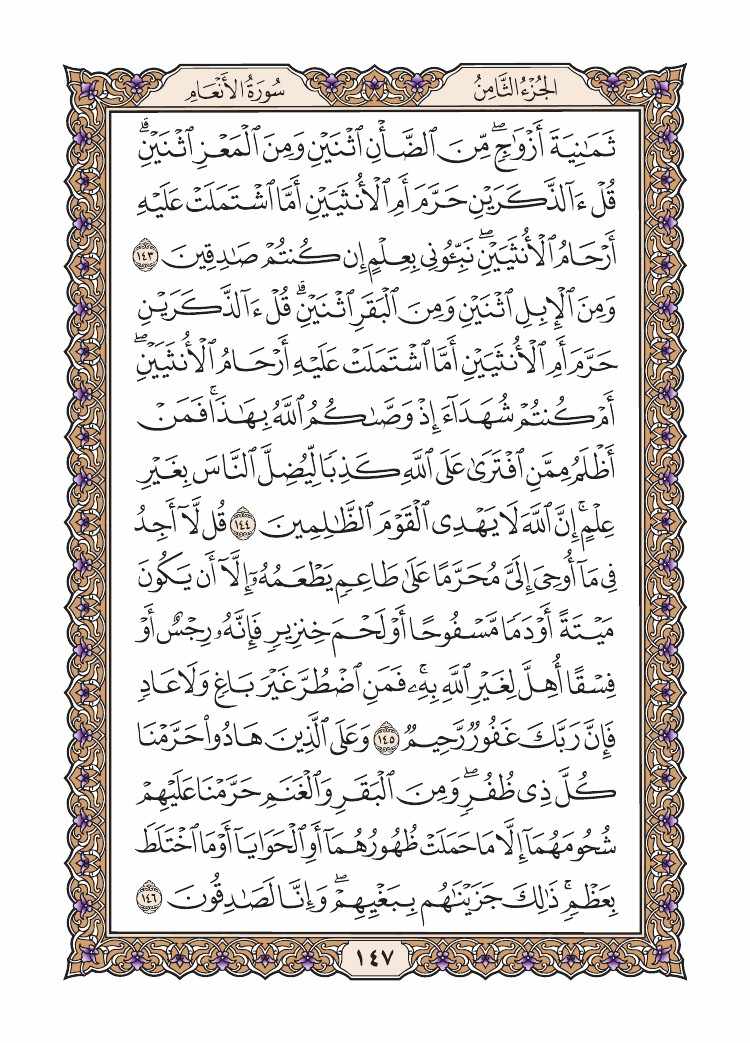 الجُزْءُ الثَّامِنُ
سُورَةُ الأَنْعَامِ
ثَمَٰنِيَةَ أَزْوَٰجٍۖ مِّنَ ٱلضَّأْنِ ٱثْنَيْنِ وَمِنَ ٱلْمَعْزِ ٱثْنَيْنِۗ
قُلْ ءَآلذَّكَرَيْنِ حَرَّمَ أَمِ ٱلْأُنثَيَيْنِ أَمَّا ٱشْتَمَلَتْ عَلَيْهِ
أَرْحَامُ ٱلْأُنثَيَيْنِۖ نَبِّـُٔونِي بِعِلْمٍ إِن كُنتُمْ صَٰدِقِينَ ١٤٣
وَمِنَ ٱلْإِبِلِ ٱثْنَيْنِ وَمِنَ ٱلْبَقَرِ ٱثْنَيْنِۗ قُلْ ءَآلذَّكَرَيْنِ
حَرَّمَ أَمِ ٱلْأُنثَيَيْنِ أَمَّا ٱشْتَمَلَتْ عَلَيْهِ أَرْحَامُ ٱلْأُنثَيَيْنِۖ
أَمْ كُنتُمْ شُهَدَآءَ إِذْ وَصَّىٰكُمُ ٱللَّهُ بِهَٰذَاۚ فَمَنْ
أَظْلَمُ مِمَّنِ ٱفْتَرَىٰ عَلَى ٱللَّهِ كَذِبًا لِّيُضِلَّ ٱلنَّاسَ بِغَيْرِ
عِلْمٍۚ إِنَّ ٱللَّهَ لَا يَهْدِي ٱلْقَوْمَ ٱلظَّٰلِمِينَ ١٤٤ قُل لَّآ أَجِدُ
فِي مَآ أُوحِيَ إِلَيَّ مُحَرَّمًا عَلَىٰ طَاعِمٍ يَطْعَمُهُۥٓ إِلَّآ أَن يَكُونَ
مَيْتَةً أَوْ دَمًا مَّسْفُوحًا أَوْ لَحْمَ خِنزِيرٍ فَإِنَّهُۥ رِجْسٌ أَوْ
فِسْقًا أُهِلَّ لِغَيْرِ ٱللَّهِ بِهِۦۚ فَمَنِ ٱضْطُرَّ غَيْرَ بَاغٍ وَلَا عَادٍ
فَإِنَّ رَبَّكَ غَفُورٌ رَّحِيمٌ ١٤٥ وَعَلَى ٱلَّذِينَ هَادُوا۟ حَرَّمْنَا
كُلَّ ذِي ظُفُرٍۖ وَمِنَ ٱلْبَقَرِ وَٱلْغَنَمِ حَرَّمْنَا عَلَيْهِمْ
شُحُومَهُمَآ إِلَّا مَا حَمَلَتْ ظُهُورُهُمَآ أَوِ ٱلْحَوَايَآ أَوْ مَا ٱخْتَلَطَ
بِعَظْمٍۚ ذَٰلِكَ جَزَيْنَٰهُم بِبَغْيِهِمْۖ وَإِنَّا لَصَٰدِقُونَ ١٤٦
١٤٧